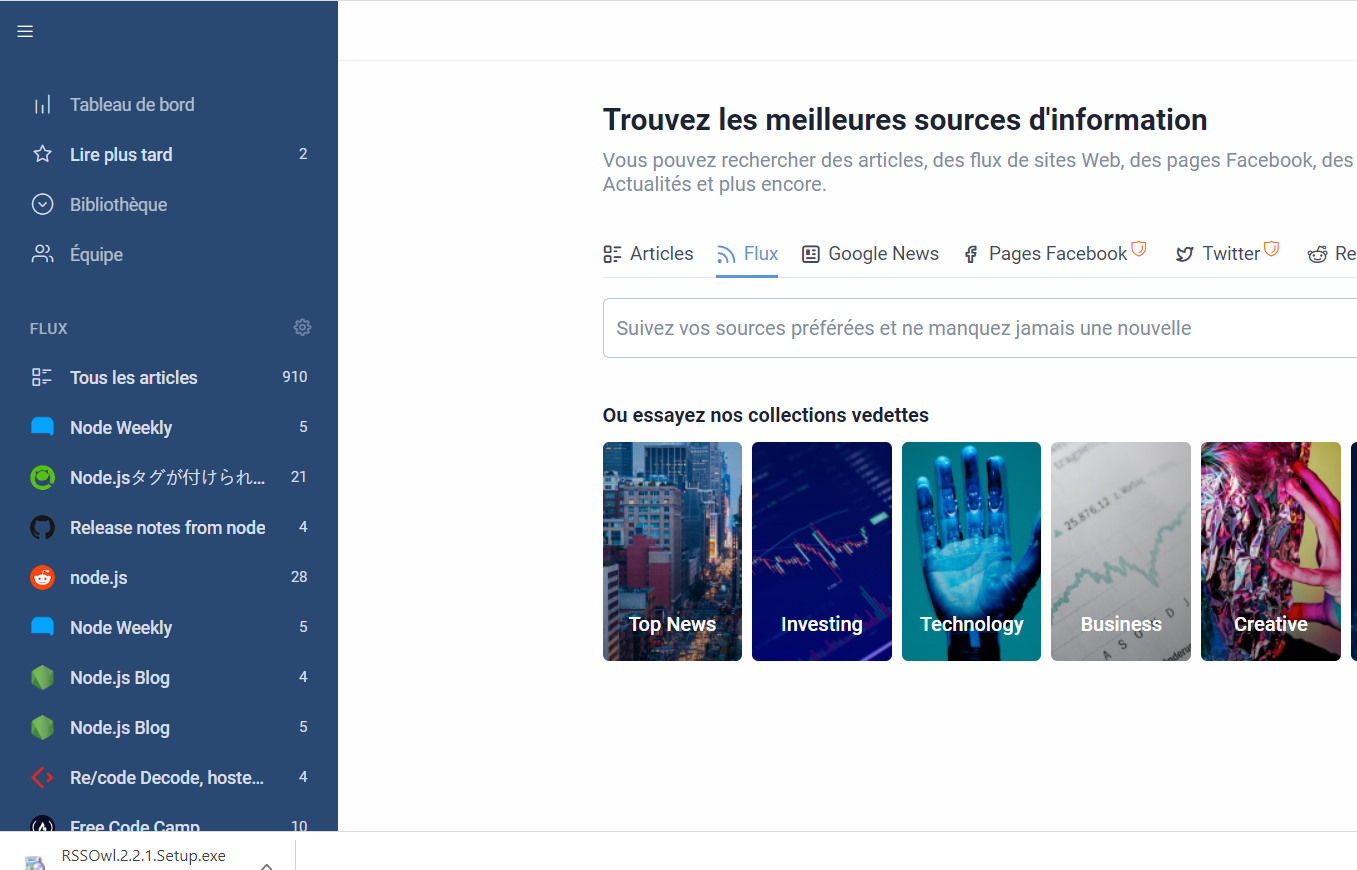 Tableau de bord
Lire plus tard 2
Bibliothèque
Équipe
FLUX
Tous les articles 910
Node Weekly 5
Node.jsタグが付けられ... 21
Release notes from node 4
node.js 28
Node Weekly 5
Node.js Blog 4
Node.js Blog 5
Re/code Decode, hoste... 4
Free Code Camp 10
Trouvez les meilleures sources d'information
Vous pouvez rechercher des articles, des flux de sites Web, des pages Facebook, des
Actualités et plus encore.
Articles Flux Google News Pages Facebook Twitter Re
Suivez vos sources préférées et ne manquez jamais une nouvelle
Ou essayez nos collections vedettes
25.876,12
Top News Investing Technology Business Creative
A S O N D J
RSSOwl.2.2.1.Setup.exe